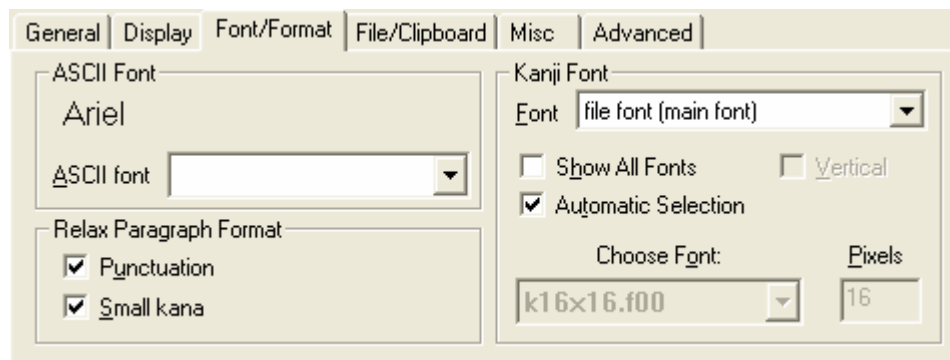 General Display Font/Format File/Clipboard Misc Advanced
ASCII Font
Ariel
ASCII font
Relax Paragraph Format
Punctuation
Small kana
Kanji Font
Font file font (main font)
Show All Fonts Vertical
Automatic Selection
Choose Font: Pixels
k16x16.f00 16